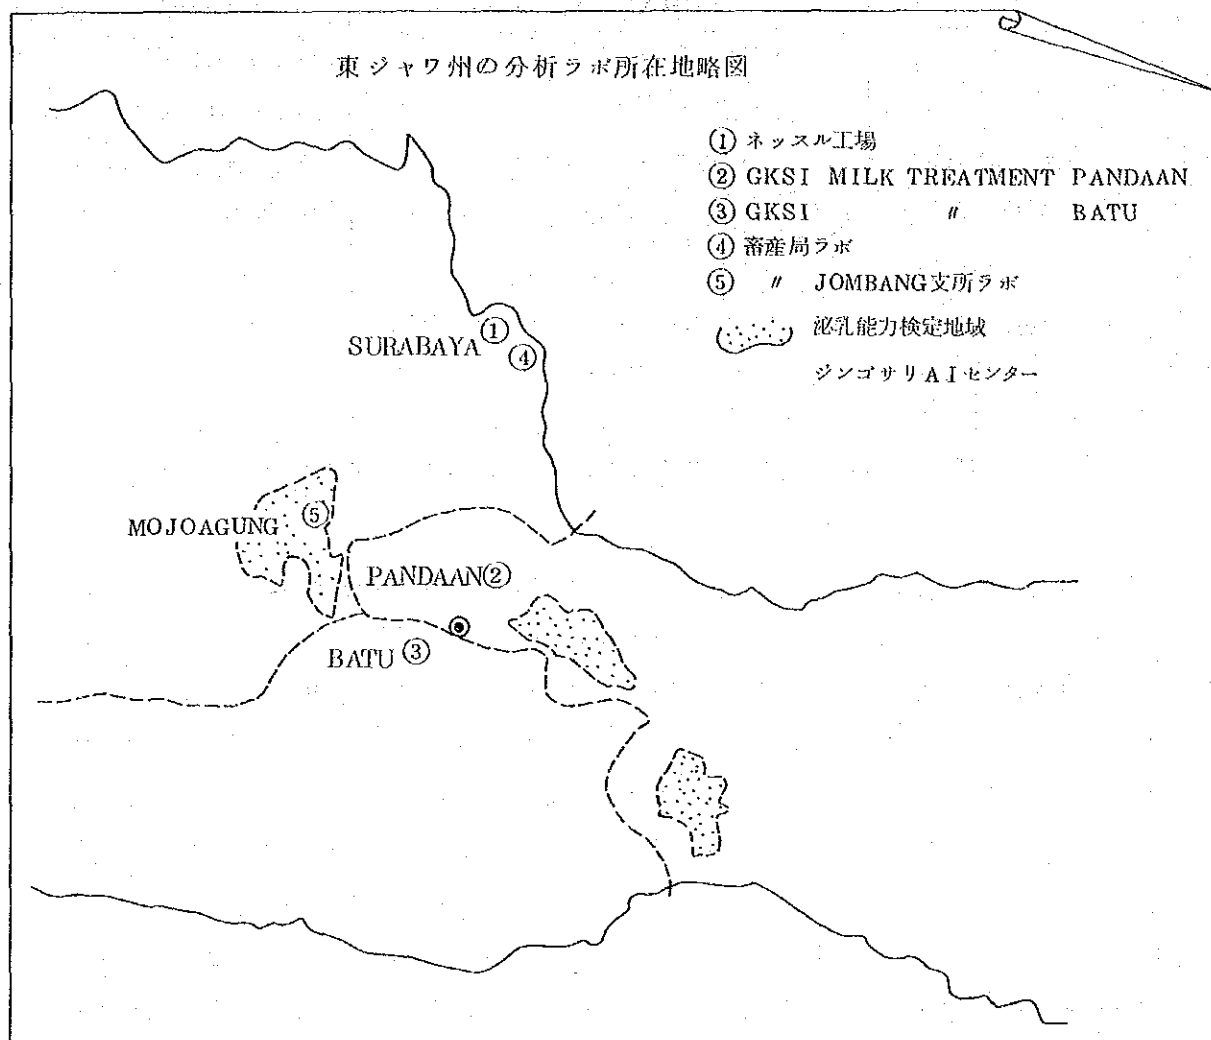 東ジャワ州の分析ラボ所在地略図
① ネッスル工場
② GKSI MILK TREATMENT PANDAAN
③ GKSI 〃 BATU
④ 畜産局ラボ
⑤ 〃 JOMBANG支所ラボ
泌乳能力検定地域
ジンゴサリAIセンター
SURABAYA ①
④
MOJOAGUNG ⑤
PANDAAN②
BATU ③